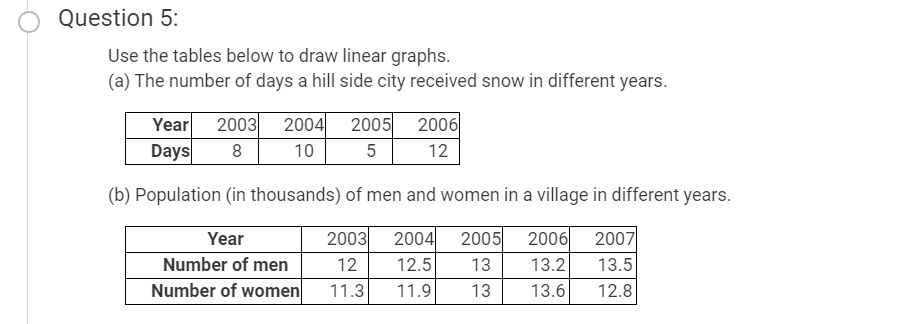 Question 5:
Use the tables below to draw linear graphs.
(a) The number of days a hill side city received snow in different years.
Year 2003 2004 2005 2006
Days 8 10 5 12
(b) Population (in thousands) of men and women in a village in different years.
Year 2003 2004 2005 2006 2007
Number of men 12 12.5 13 13.2 13.5
Number of women 11.3 11.9 13 13.6 12.8